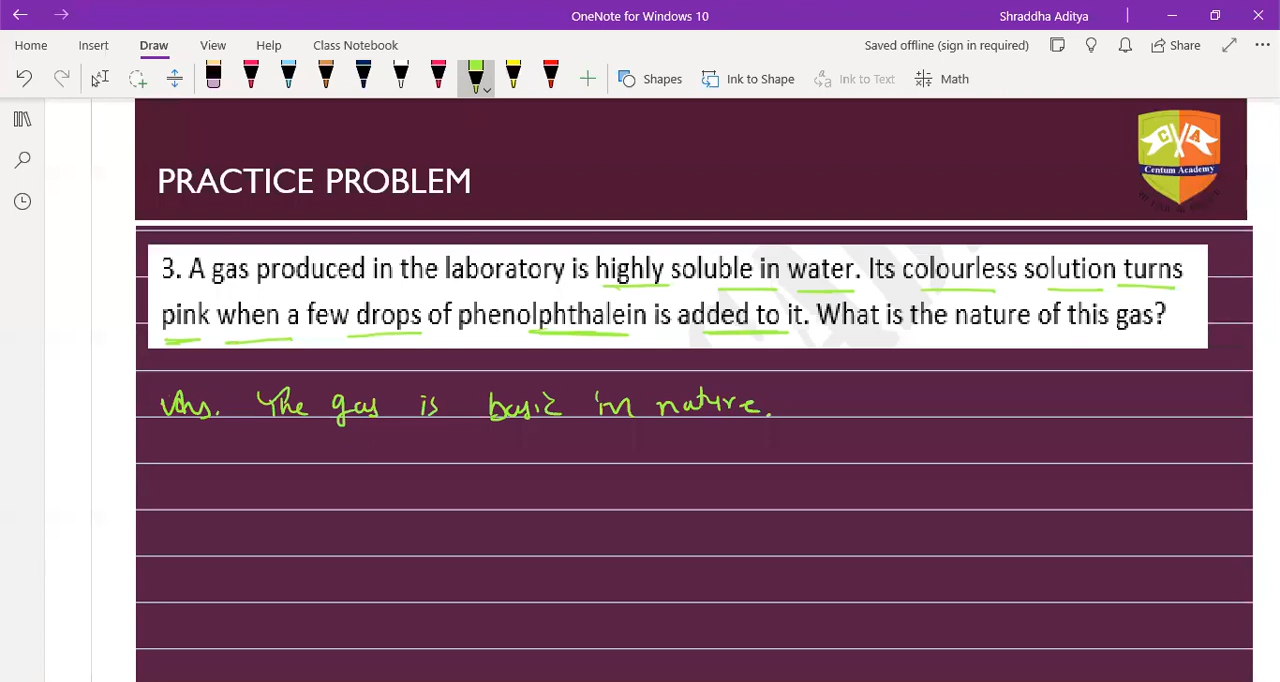 OneNote for Windows 10
Shraddha Aditya
Home Insert Draw View Help Class Notebook
Saved offline (sign in required) Share
Shapes Ink to Shape Ink to Text Math
PRACTICE PROBLEM
C A
Centum Academy
3. A gas produced in the laboratory is highly soluble in water. Its colourless solution turns
pink when a few drops of phenolphthalein is added to it. What is the nature of this gas?
Ans. The gas is basic in nature.